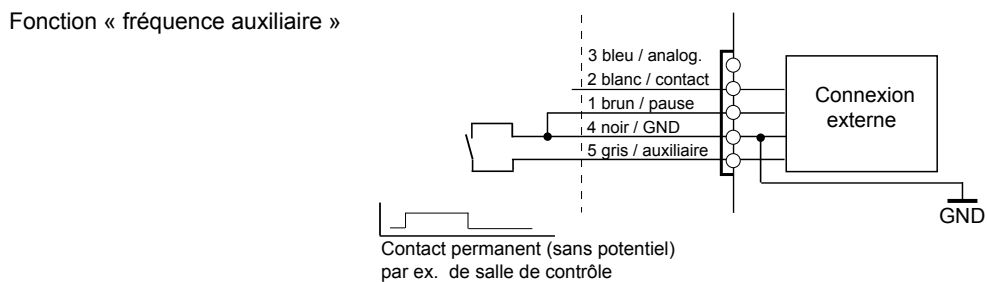 Fonction « fréquence auxiliaire »
3 bleu / analog.
2 blanc / contact
1 brun / pause
4 noir / GND
5 gris / auxiliaire
Connexion
externe
GND
Contact permanent (sans potentiel)
par ex. de salle de contrôle